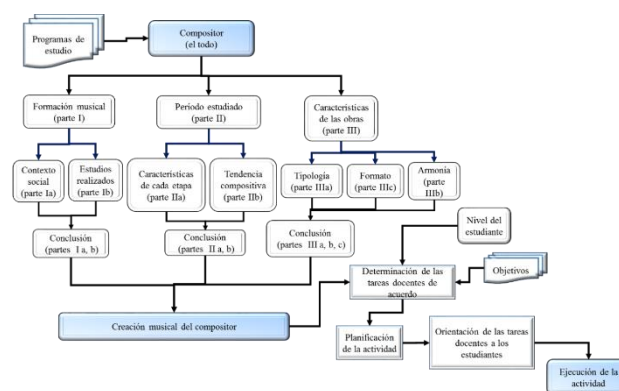 Programas de
estudio
Compositor
(el todo)
Formación musical
(parte I)
Período estudiado
(parte II)
Características
de las obras
(parte III)
Contexto
social
(parte Ia)
Estudios
realizados
(parte Ib)
Características
de cada etapa
(parte IIa)
Tendencia
compositiva
(parte IIb)
Tipología
(parte IIIa)
Formato
(parte IIIc)
Armonía
(parte
IIIb)
Conclusión
(partes I a, b)
Conclusión
(partes II a, b)
Conclusión
(partes III a, b, c)
Nivel del
estudiante
Determinación de las
tareas docentes de
acuerdo
Objetivos
Creación musical del compositor
Planificación
de la actividad
Orientación de las tareas
docentes a los
estudiantes
Ejecución de la
actividad